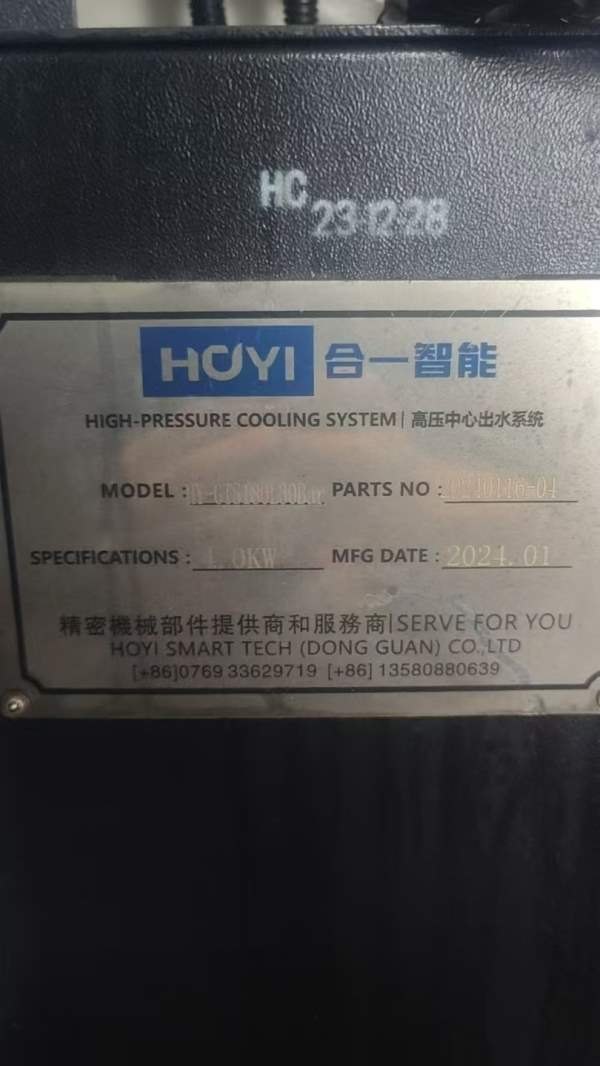 HC
23-12-28
HOYI 合一智能
HIGH-PRESSURE COOLING SYSTEM | 高压中心出水系统
MODEL : PARTS NO :
SPECIFICATIONS : 4.0KW MFG DATE : 2024.01
精密機械部件提供商和服務商|SERVE FOR YOU
HOYI SMART TECH (DONG GUAN) CO.,LTD
[+86]0769 33629719 [+86] 13580880639